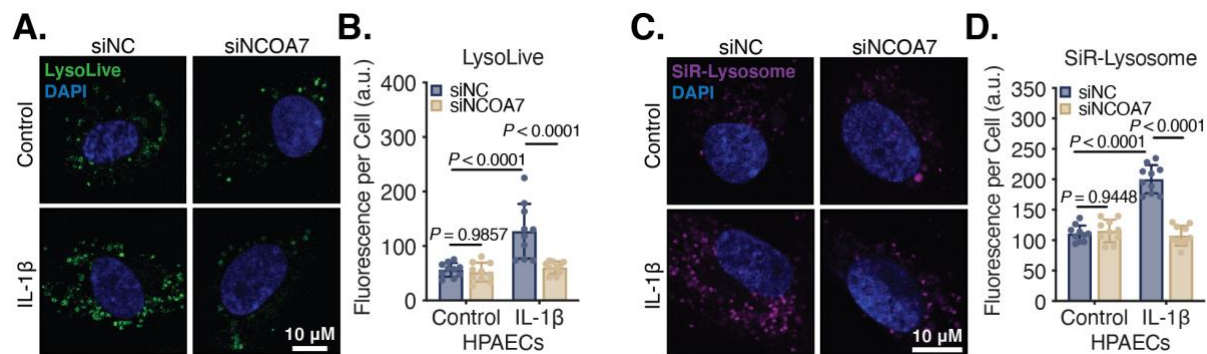 A.
siNC
siNCOA7
LysoLive
DAPI
Control
IL-1β
10 µM
B.
LysoLive
Fluorescence per Cell (a.u.)
400
300
200
100
0
siNC
siNCOA7
P < 0.0001
P < 0.0001
P = 0.9857
Control IL-1β
HPAECs
C.
siNC
siNCOA7
SiR-Lysosome
DAPI
Control
IL-1β
10 µM
D.
SiR-Lysosome
Fluorescence per Cell (a.u.)
350
300
250
200
150
100
50
0
siNC
siNCOA7
P < 0.0001
P < 0.0001
P = 0.9448
Control IL-1β
HPAECs